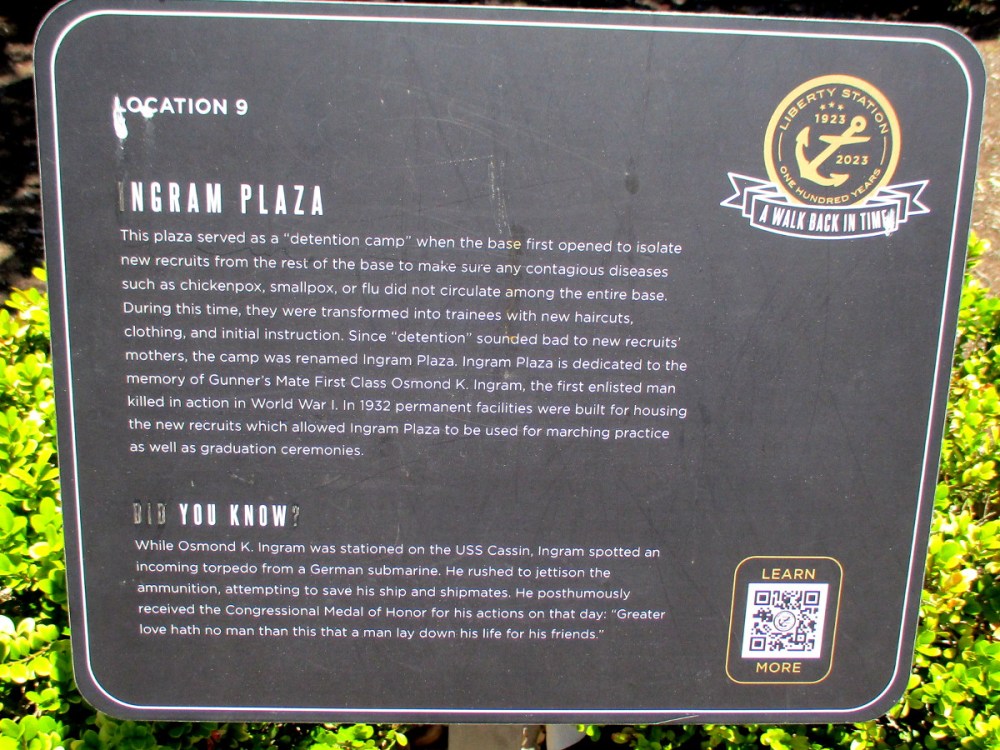 LOCATION 9
LIBERTY STATION
1923
2023
ONE HUNDRED YEARS
A WALK BACK IN TIME
INGRAM PLAZA
This plaza served as a “detention camp” when the base first opened to isolate
new recruits from the rest of the base to make sure any contagious diseases
such as chickenpox, smallpox, or flu did not circulate among the entire base.
During this time, they were transformed into trainees with new haircuts,
clothing, and initial instruction. Since “detention” sounded bad to new recruits’
mothers, the camp was renamed Ingram Plaza. Ingram Plaza is dedicated to the
memory of Gunner’s Mate First Class Osmond K. Ingram, the first enlisted man
killed in action in World War I. In 1932 permanent facilities were built for housing
the new recruits which allowed Ingram Plaza to be used for marching practice
as well as graduation ceremonies.
DID YOU KNOW?
While Osmond K. Ingram was stationed on the USS Cassin, Ingram spotted an
incoming torpedo from a German submarine. He rushed to jettison the
ammunition, attempting to save his ship and shipmates. He posthumously
received the Congressional Medal of Honor for his actions on that day: “Greater
love hath no man than this that a man lay down his life for his friends.”
LEARN
MORE